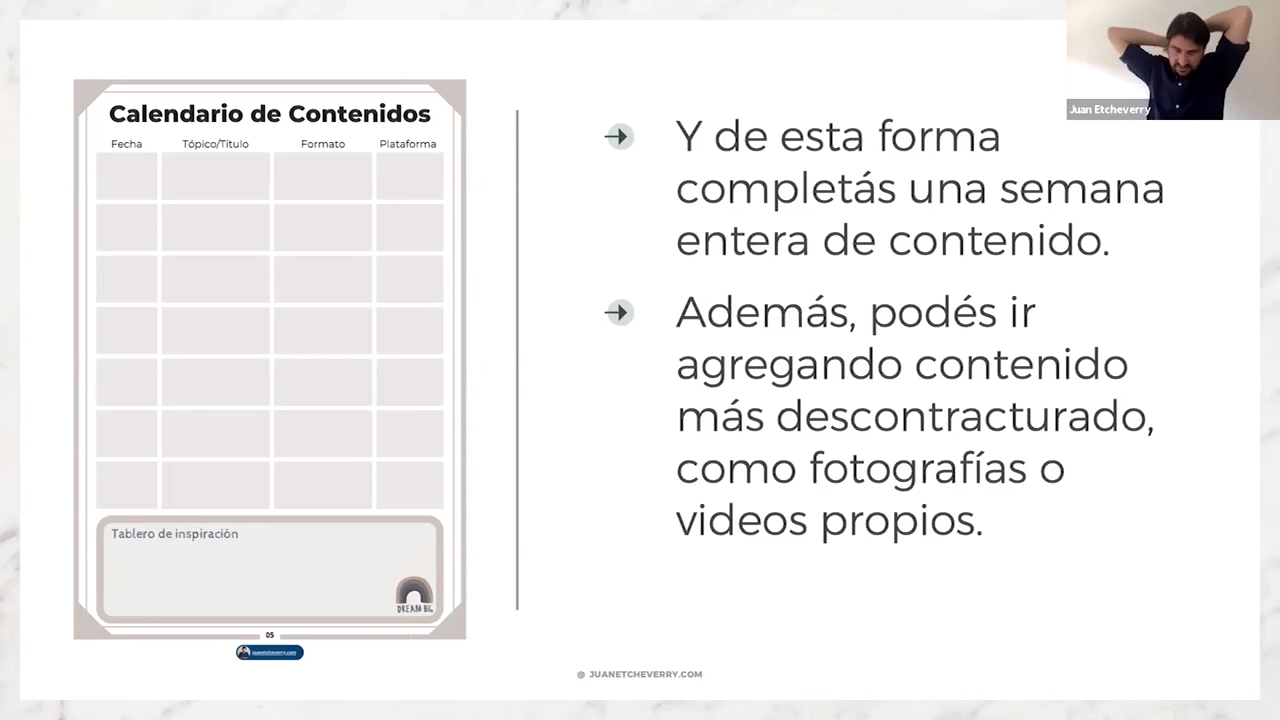 Juan Etcheverry
Calendario de Contenidos
Fecha Tópico/Título Formato Plataforma
Tablero de inspiración
DREAM BIG
05
juanetcheverry.com
Y de esta forma
completás una semana
entera de contenido.
Además, podés ir
agregando contenido
más descontracturado,
como fotografías o
videos propios.
@ JUANETCHEVERRY.COM